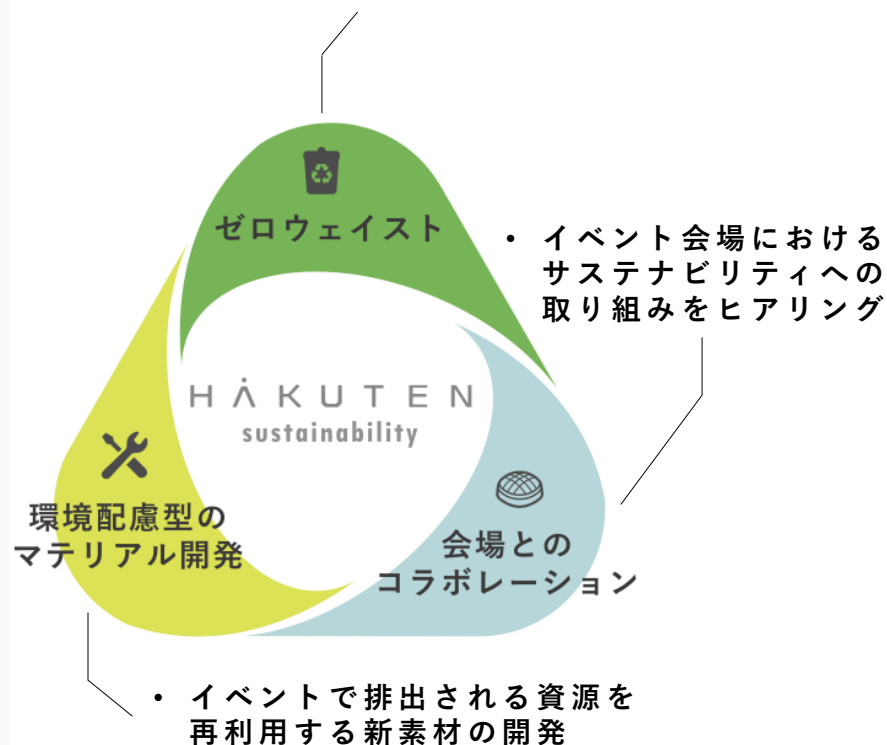 ゼロウェイスト
• イベント会場における
サステナビリティへの
取り組みをヒアリング
HȦKUTEN
sustainability
環境配慮型の
マテリアル開発
会場との
コラボレーション
• イベントで排出される資源を
再利用する新素材の開発